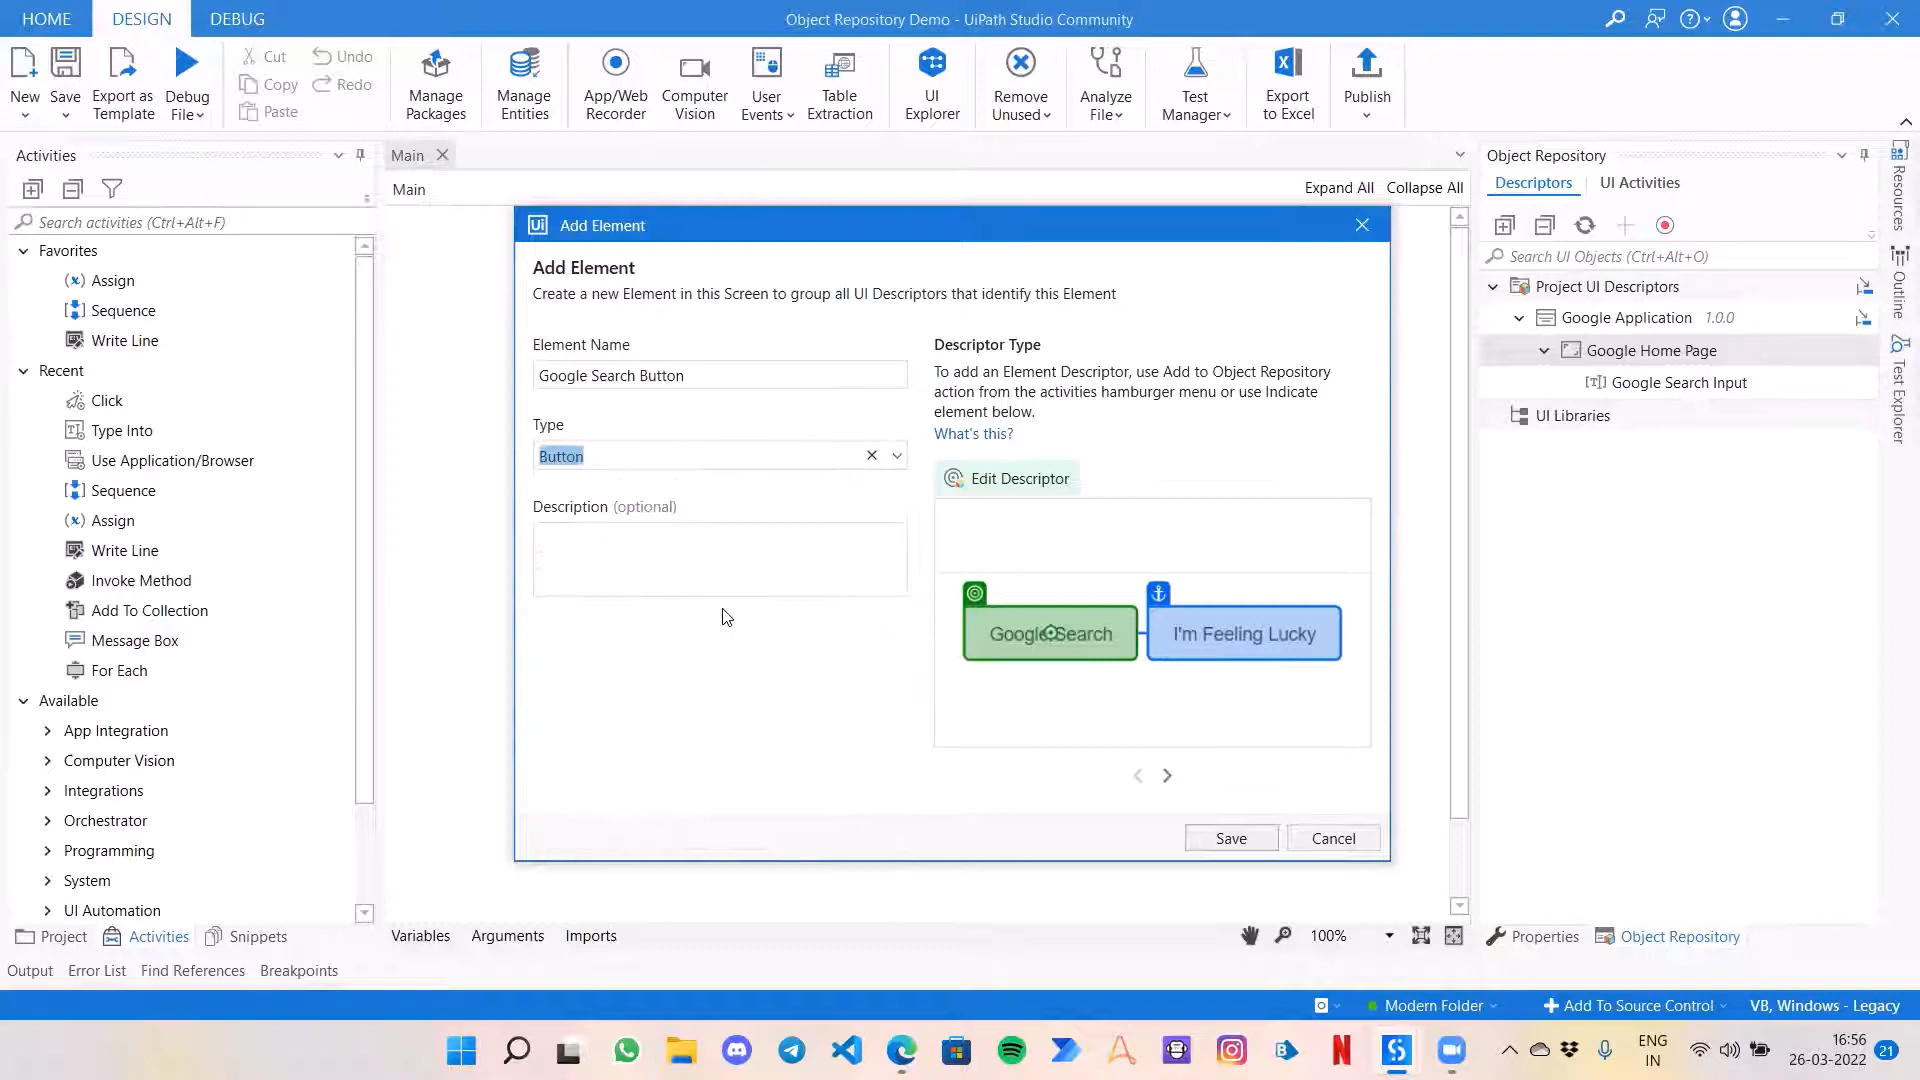 HOME DESIGN DEBUG
Object Repository Demo - UiPath Studio Community
New
Save
Export as
Template
Debug
File
Cut
Copy
Paste
Undo
Redo
Manage
Packages
Manage
Entities
App/Web
Recorder
Computer
Vision
User
Events
Table
Extraction
UI
Explorer
Remove
Unused
Analyze
File
Test
Manager
Export
to Excel
Publish
Activities
Search activities (Ctrl+Alt+F)
Favorites
Assign
Sequence
Write Line
Recent
Click
Type Into
Use Application/Browser
Sequence
Assign
Write Line
Invoke Method
Add To Collection
Message Box
For Each
Available
App Integration
Computer Vision
Integrations
Orchestrator
Programming
System
UI Automation
Project Activities Snippets
Main
Main
Expand All Collapse All
Ui Add Element
Add Element
Create a new Element in this Screen to group all UI Descriptors that identify this Element
Element Name
Google Search Button
Type
Button
Description (optional)
Descriptor Type
To add an Element Descriptor, use Add to Object Repository
action from the activities hamburger menu or use Indicate
element below.
What's this?
Edit Descriptor
Google Search
I'm Feeling Lucky
Save Cancel
Variables Arguments Imports
100%
Object Repository
Descriptors UI Activities
Search UI Objects (Ctrl+Alt+O)
Project UI Descriptors
Google Application 1.0.0
Google Home Page
Google Search Input
UI Libraries
Resources
Outline
Test Explorer
Properties Object Repository
Output Error List Find References Breakpoints
Modern Folder
Add To Source Control
VB, Windows - Legacy
ENG
IN
16:56
26-03-2022
21